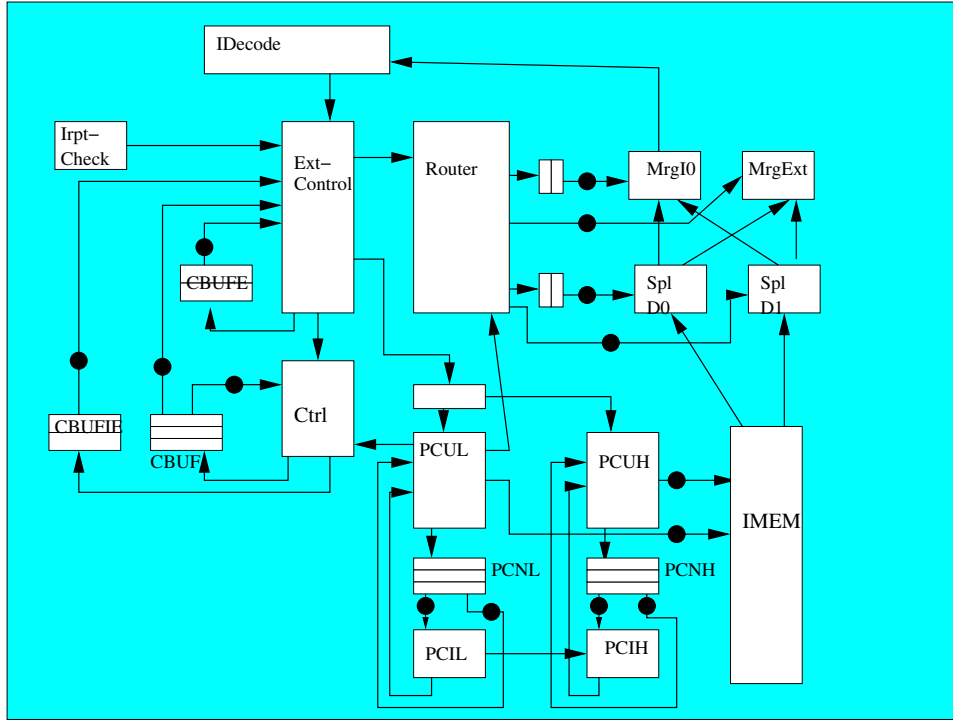 IDecode
Irpt-
Check
Ext-
Control
Router
MrgI0
MrgExt
CBUFE
Spl
D0
Spl
D1
CBUFIE
CBUF
Ctrl
PCUL
PCUH
IMEM
PCNL
PCNH
PCIL
PCIH